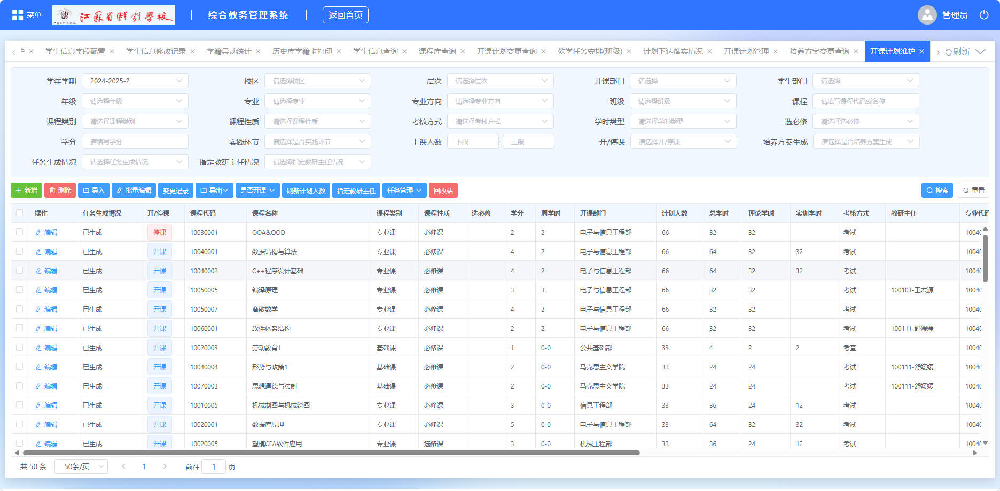 菜单 江苏省戏剧学校 综合教务管理系统 返回首页 管理员
学生信息字段配置 学生信息修改记录 学籍异动统计 历史库学籍卡打印 学生信息查询 课程库查询 开课计划变更查询 教学任务安排(班级) 计划下达落实情况 开课计划管理 培养方案变更查询 开课计划维护 刷新
学年学期 2024-2025-2 校区 请选择校区 层次 请选择层次 开课部门 请选择 学生部门 请选择
年级 请选择年级 专业 请选择专业 专业方向 请选择专业方向 班级 请选择班级 课程 请填写课程代码或名称
课程类别 请选择课程类别 课程性质 请选择课程性质 考核方式 请选择考核方式 学时类型 请选择学时类型 选必修 请选择选必修
学分 请填写学分 实践环节 请选择是否实践环节 上课人数 下限 - 上限 开/停课 请选择开/停课 培养方案生成 请选择是否培养方案生成
任务生成情况 请选择任务生成情况 指定教研主任情况 请选择指定教研主任情况
新增 删除 导入 批量编辑 变更记录 导出 是否开课 刷新计划人数 指定教研主任 任务管理 回收站 搜索 重置
操作 任务生成情况 开/停课 课程代码 课程名称 课程类别 课程性质 选必修 学分 周学时 开课部门 计划人数 总学时 理论学时 实训学时 考核方式 教研主任 专业代码
编辑 已生成 停课 10030001 OOA&OOD 专业课 必修课 2 2 电子与信息工程部 66 32 32 考试 10040
编辑 已生成 开课 10040001 数据结构与算法 专业课 必修课 4 2 电子与信息工程部 66 64 32 32 考试 10040
编辑 已生成 开课 10040002 C++程序设计基础 专业课 必修课 4 2 电子与信息工程部 66 64 32 32 考试 10040
编辑 已生成 开课 10050005 编译原理 专业课 必修课 3 3 电子与信息工程部 66 32 32 考试 100103-王宏源 10040
编辑 已生成 开课 10050007 离散数学 专业课 必修课 4 2 电子与信息工程部 66 32 32 考试 10040
编辑 已生成 开课 10060001 软件体系结构 专业课 必修课 2 2 电子与信息工程部 66 32 32 考试 100111-舒媛媛 10040
编辑 已生成 开课 10020003 劳动教育1 基础课 必修课 1 0-0 公共基础部 33 4 2 2 考查 10040
编辑 已生成 开课 10040004 形势与政策1 基础课 必修课 2 0-0 马克思主义学院 33 24 24 考试 100111-舒媛媛 10040
编辑 已生成 开课 10070003 思想道德与法制 基础课 必修课 2 0-0 马克思主义学院 33 24 24 考试 100111-舒媛媛 10040
编辑 已生成 开课 10010005 机械制图与机械绘图 专业课 必修课 3 0-0 信息工程部 33 36 24 12 考试 10040
编辑 已生成 开课 10020001 数据库原理 专业课 必修课 5 0-0 电子与信息工程部 33 64 32 32 考试 10040
编辑 已生成 开课 10020005 塑模CEA软件应用 专业课 选修课 3 0-0 机械工程部 33 36 24 12 考试 10040
共 50 条 50条/页 1 前往 1 页